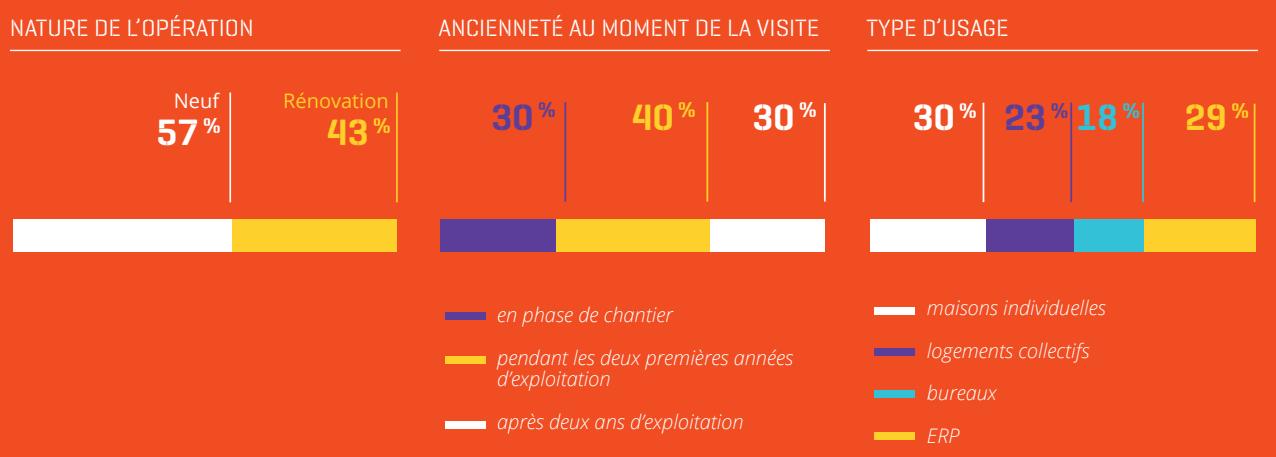 NATURE DE L'OPÉRATION
Neuf
57 %
Rénovation
43 %
ANCIENNETÉ AU MOMENT DE LA VISITE
30 %
40 %
30 %
en phase de chantier
pendant les deux premières années
d'exploitation
après deux ans d'exploitation
TYPE D'USAGE
30 %
23 %
18 %
29 %
maisons individuelles
logements collectifs
bureaux
ERP